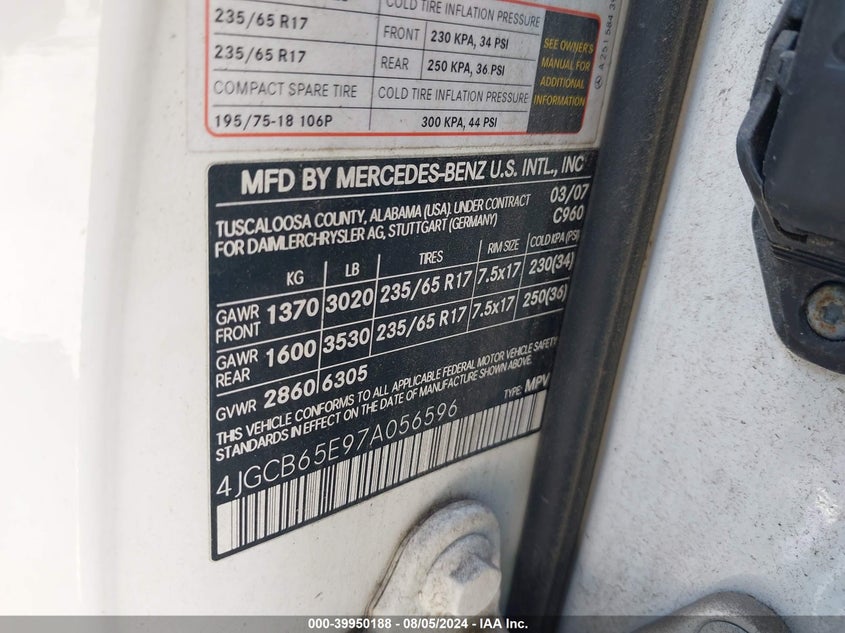 COLD TIRE INFLATION PRESSURE
235/65 R17 FRONT 230 KPA, 34 PSI
235/65 R17 REAR 250 KPA, 36 PSI
COMPACT SPARE TIRE COLD TIRE INFLATION PRESSURE
195/75-18 106P 300 KPA, 44 PSI
SEE OWNER'S
MANUAL FOR
ADDITIONAL
INFORMATION
A 251 584 39
MFD BY MERCEDES-BENZ U.S. INTL., INC
TUSCALOOSA COUNTY, ALABAMA (USA). UNDER CONTRACT 03/07
FOR DAIMLERCHRYSLER AG, STUTTGART (GERMANY) C960
KG LB TIRES RIM SIZE COLD KPA (PSI)
GAWR FRONT 1370 3020 235/65 R17 7.5x17 230(34)
GAWR REAR 1600 3530 235/65 R17 7.5x17 250(36)
GVWR 2860 6305
THIS VEHICLE CONFORMS TO ALL APPLICABLE FEDERAL MOTOR VEHICLE SAFETY
STANDARDS IN EFFECT ON THE DATE OF MANUFACTURE SHOWN ABOVE.
TYPE: MPV
4JGCB65E97A056596
000-39950188 - 08/05/2024 - IAA Inc.